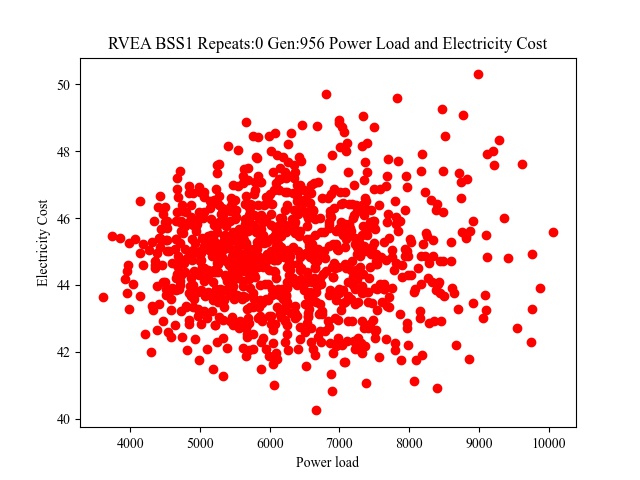 RVEA BSS1 Repeats:0 Gen:956 Power Load and Electricity Cost
50
48
46
44
42
40
Electricity Cost
4000 5000 6000 7000 8000 9000 10000
Power load